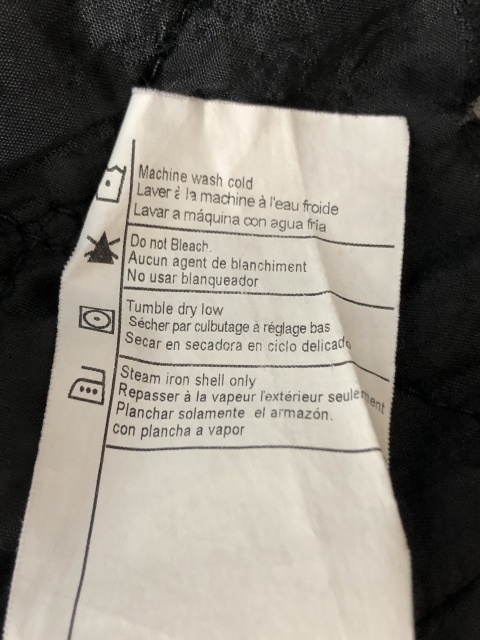 Machine wash cold
Laver à la machine à l'eau froide
Lavar a máquina con agua fria
Do not Bleach.
Aucun agent de blanchiment
No usar blanqueador
Tumble dry low
Sécher par culbutage à réglage bas
Secar en secadora en ciclo delicado
Steam iron shell only
Repasser à la vapeur l'extérieur seulement
Planchar solamente el armazón.
con plancha a vapor